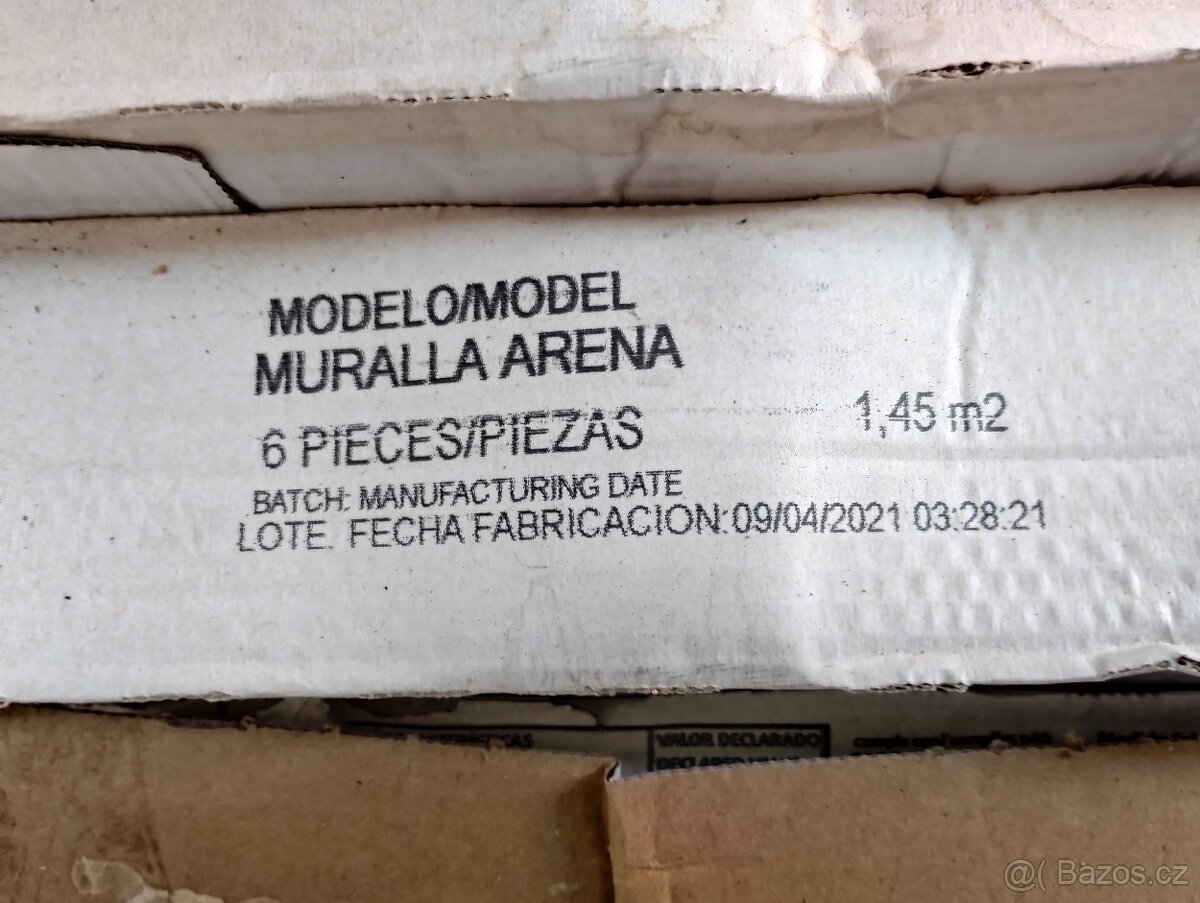 MODELO/MODEL
MURALLA ARENA
6 PIECES/PIEZAS 1,45 m2
BATCH: MANUFACTURING DATE
LOTE. FECHA FABRICACION: 09/04/2021 03:28:21
VALOR DECLARADO
DECLARED
@( Bazos.cz